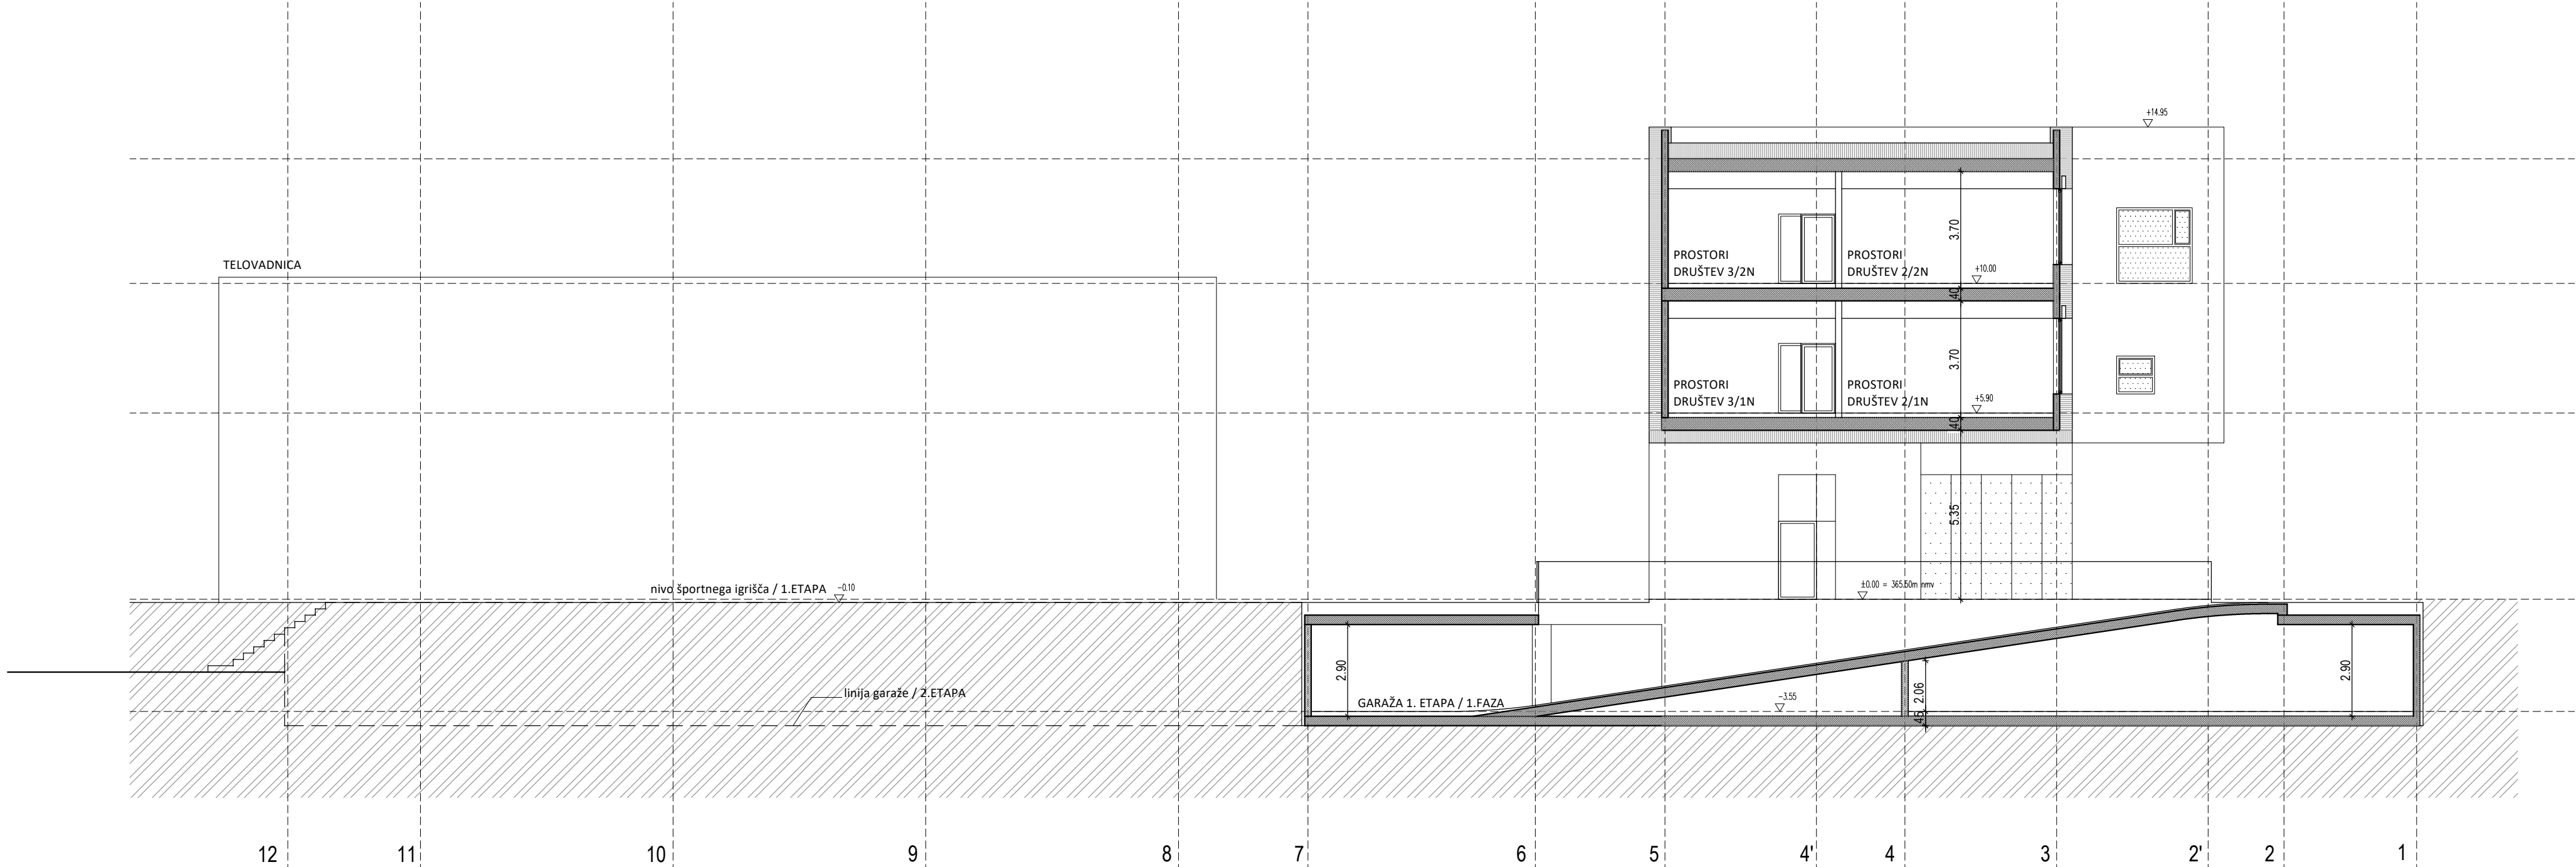 +14.95
TELOVADNICA
3.70
PROSTORI
DRUŠTEV 3/2N
PROSTORI
DRUŠTEV 2/2N
+10.00
40
3.70
PROSTORI
DRUŠTEV 3/1N
PROSTORI
DRUŠTEV 2/1N
+5.90
40
5.35
nivo športnega igrišča / 1.ETAPA
-0.10
±0.00 = 365.50m nmv
2.90
2.90
linija garaže / 2.ETAPA
GARAŽA 1. ETAPA / 1.FAZA
-3.55
2.06
45
12 11 10 9 8 7 6 5 4' 4 3 2' 2 1